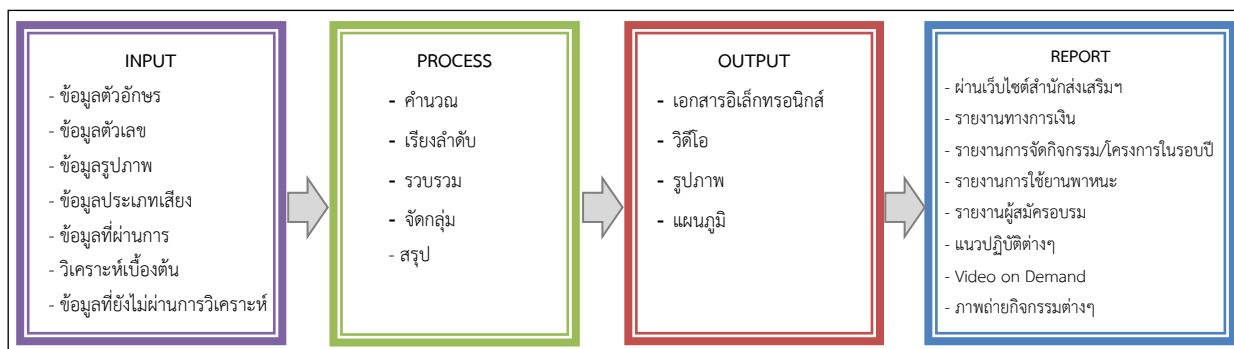 INPUT
- ข้อมูลตัวอักษร
- ข้อมูลตัวเลข
- ข้อมูลรูปภาพ
- ข้อมูลประเภทเสียง
- ข้อมูลที่ผ่านการ
- วิเคราะห์เบื้องต้น
- ข้อมูลที่ยังไม่ผ่านการวิเคราะห์
PROCESS
- คำนวณ
- เรียงลำดับ
- รวบรวม
- จัดกลุ่ม
- สรุป
OUTPUT
- เอกสารอิเล็กทรอนิกส์
- วิดีโอ
- รูปภาพ
- แผนภูมิ
REPORT
- ผ่านเว็บไซต์สำนักส่งเสริมฯ
- รายงานทางการเงิน
- รายงานการจัดกิจกรรม/โครงการในรอบปี
- รายงานการใช้ยานพาหนะ
- รายงานผู้สมัครอบรม
- แนวปฏิบัติต่างๆ
- Video on Demand
- ภาพถ่ายกิจกรรมต่างๆ